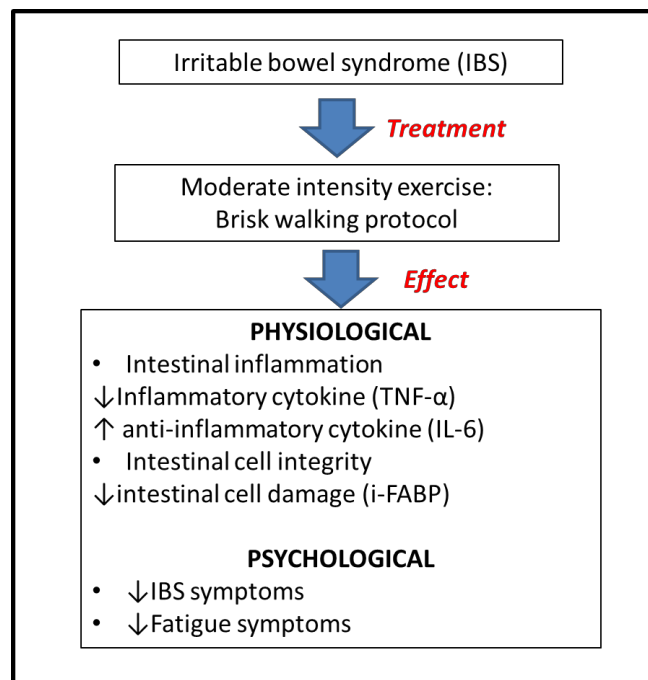 Irritable bowel syndrome (IBS)
Treatment
Moderate intensity exercise:
Brisk walking protocol
Effect
PHYSIOLOGICAL
• Intestinal inflammation
↓Inflammatory cytokine (TNF-α)
↑ anti-inflammatory cytokine (IL-6)
• Intestinal cell integrity
↓intestinal cell damage (i-FABP)
PSYCHOLOGICAL
• ↓IBS symptoms
• ↓Fatigue symptoms